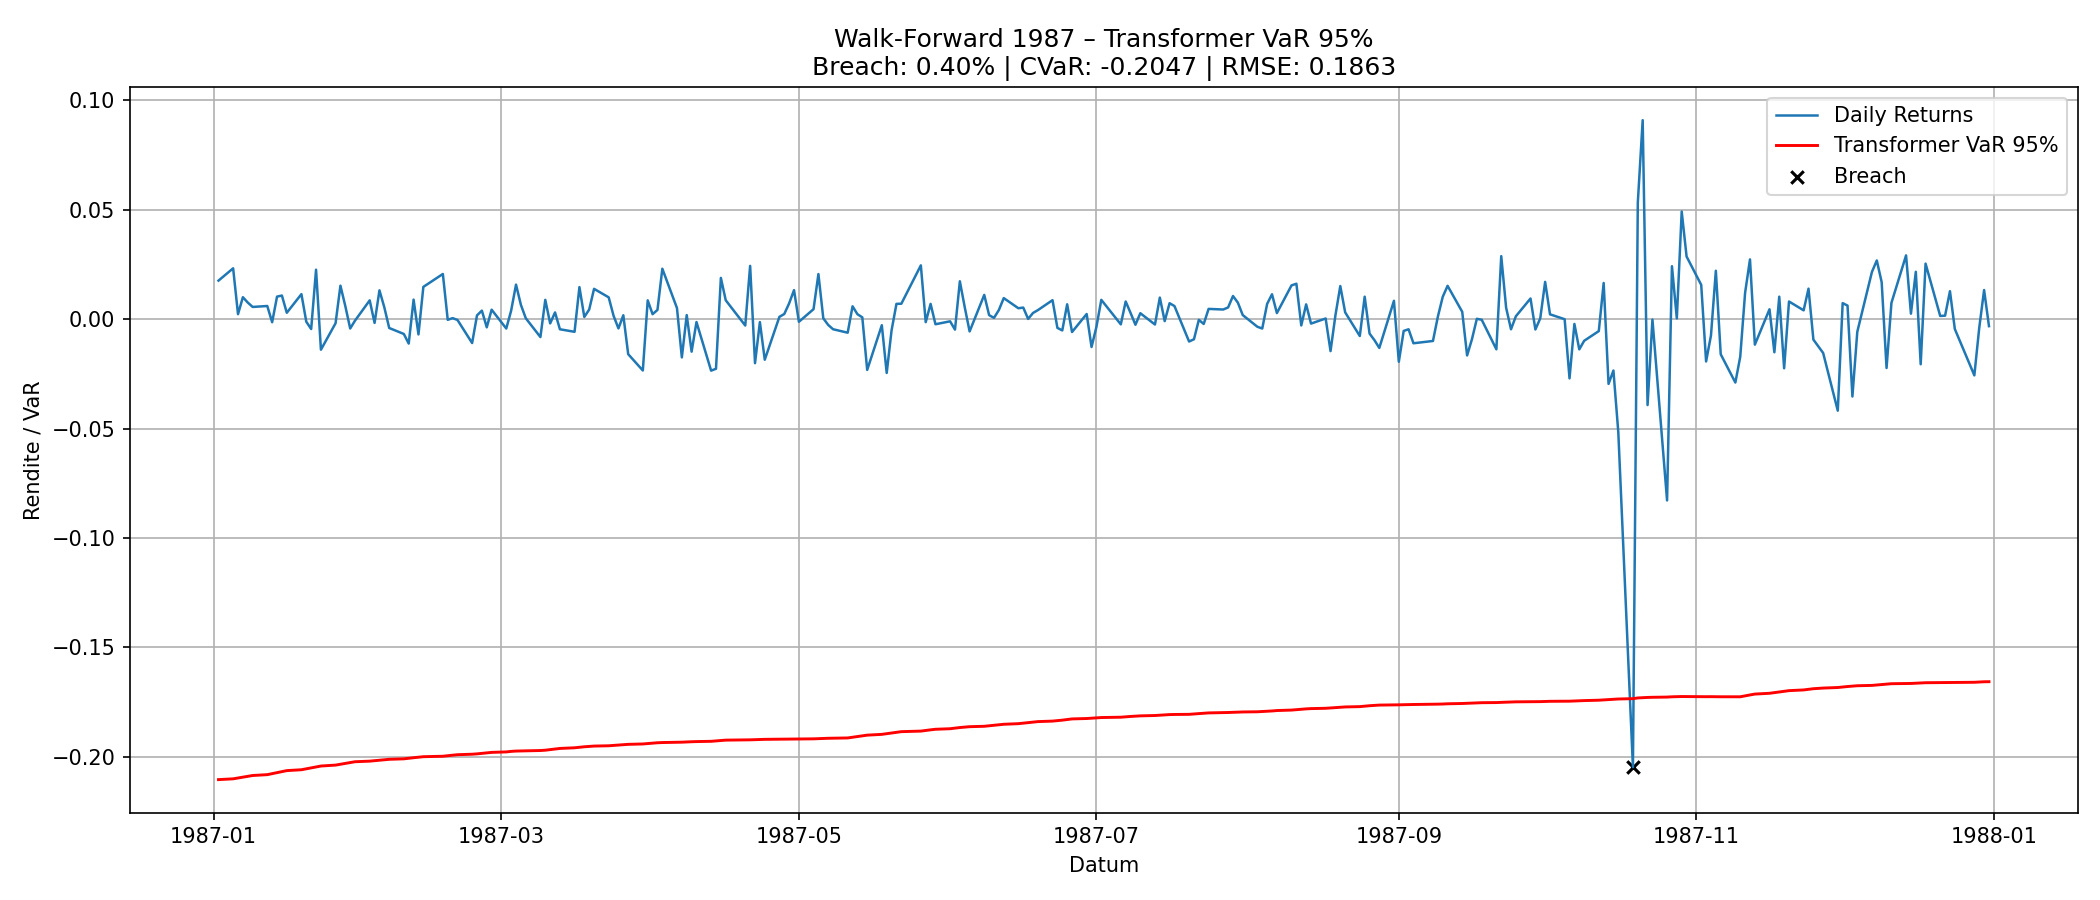 Walk-Forward 1987 – Transformer VaR 95%
Breach: 0.40% | CVaR: -0.2047 | RMSE: 0.1863
Daily Returns
Transformer VaR 95%
Breach
Rendite / VaR
0.10
0.05
0.00
−0.05
−0.10
−0.15
−0.20
1987-01
1987-03
1987-05
1987-07
1987-09
1987-11
1988-01
Datum